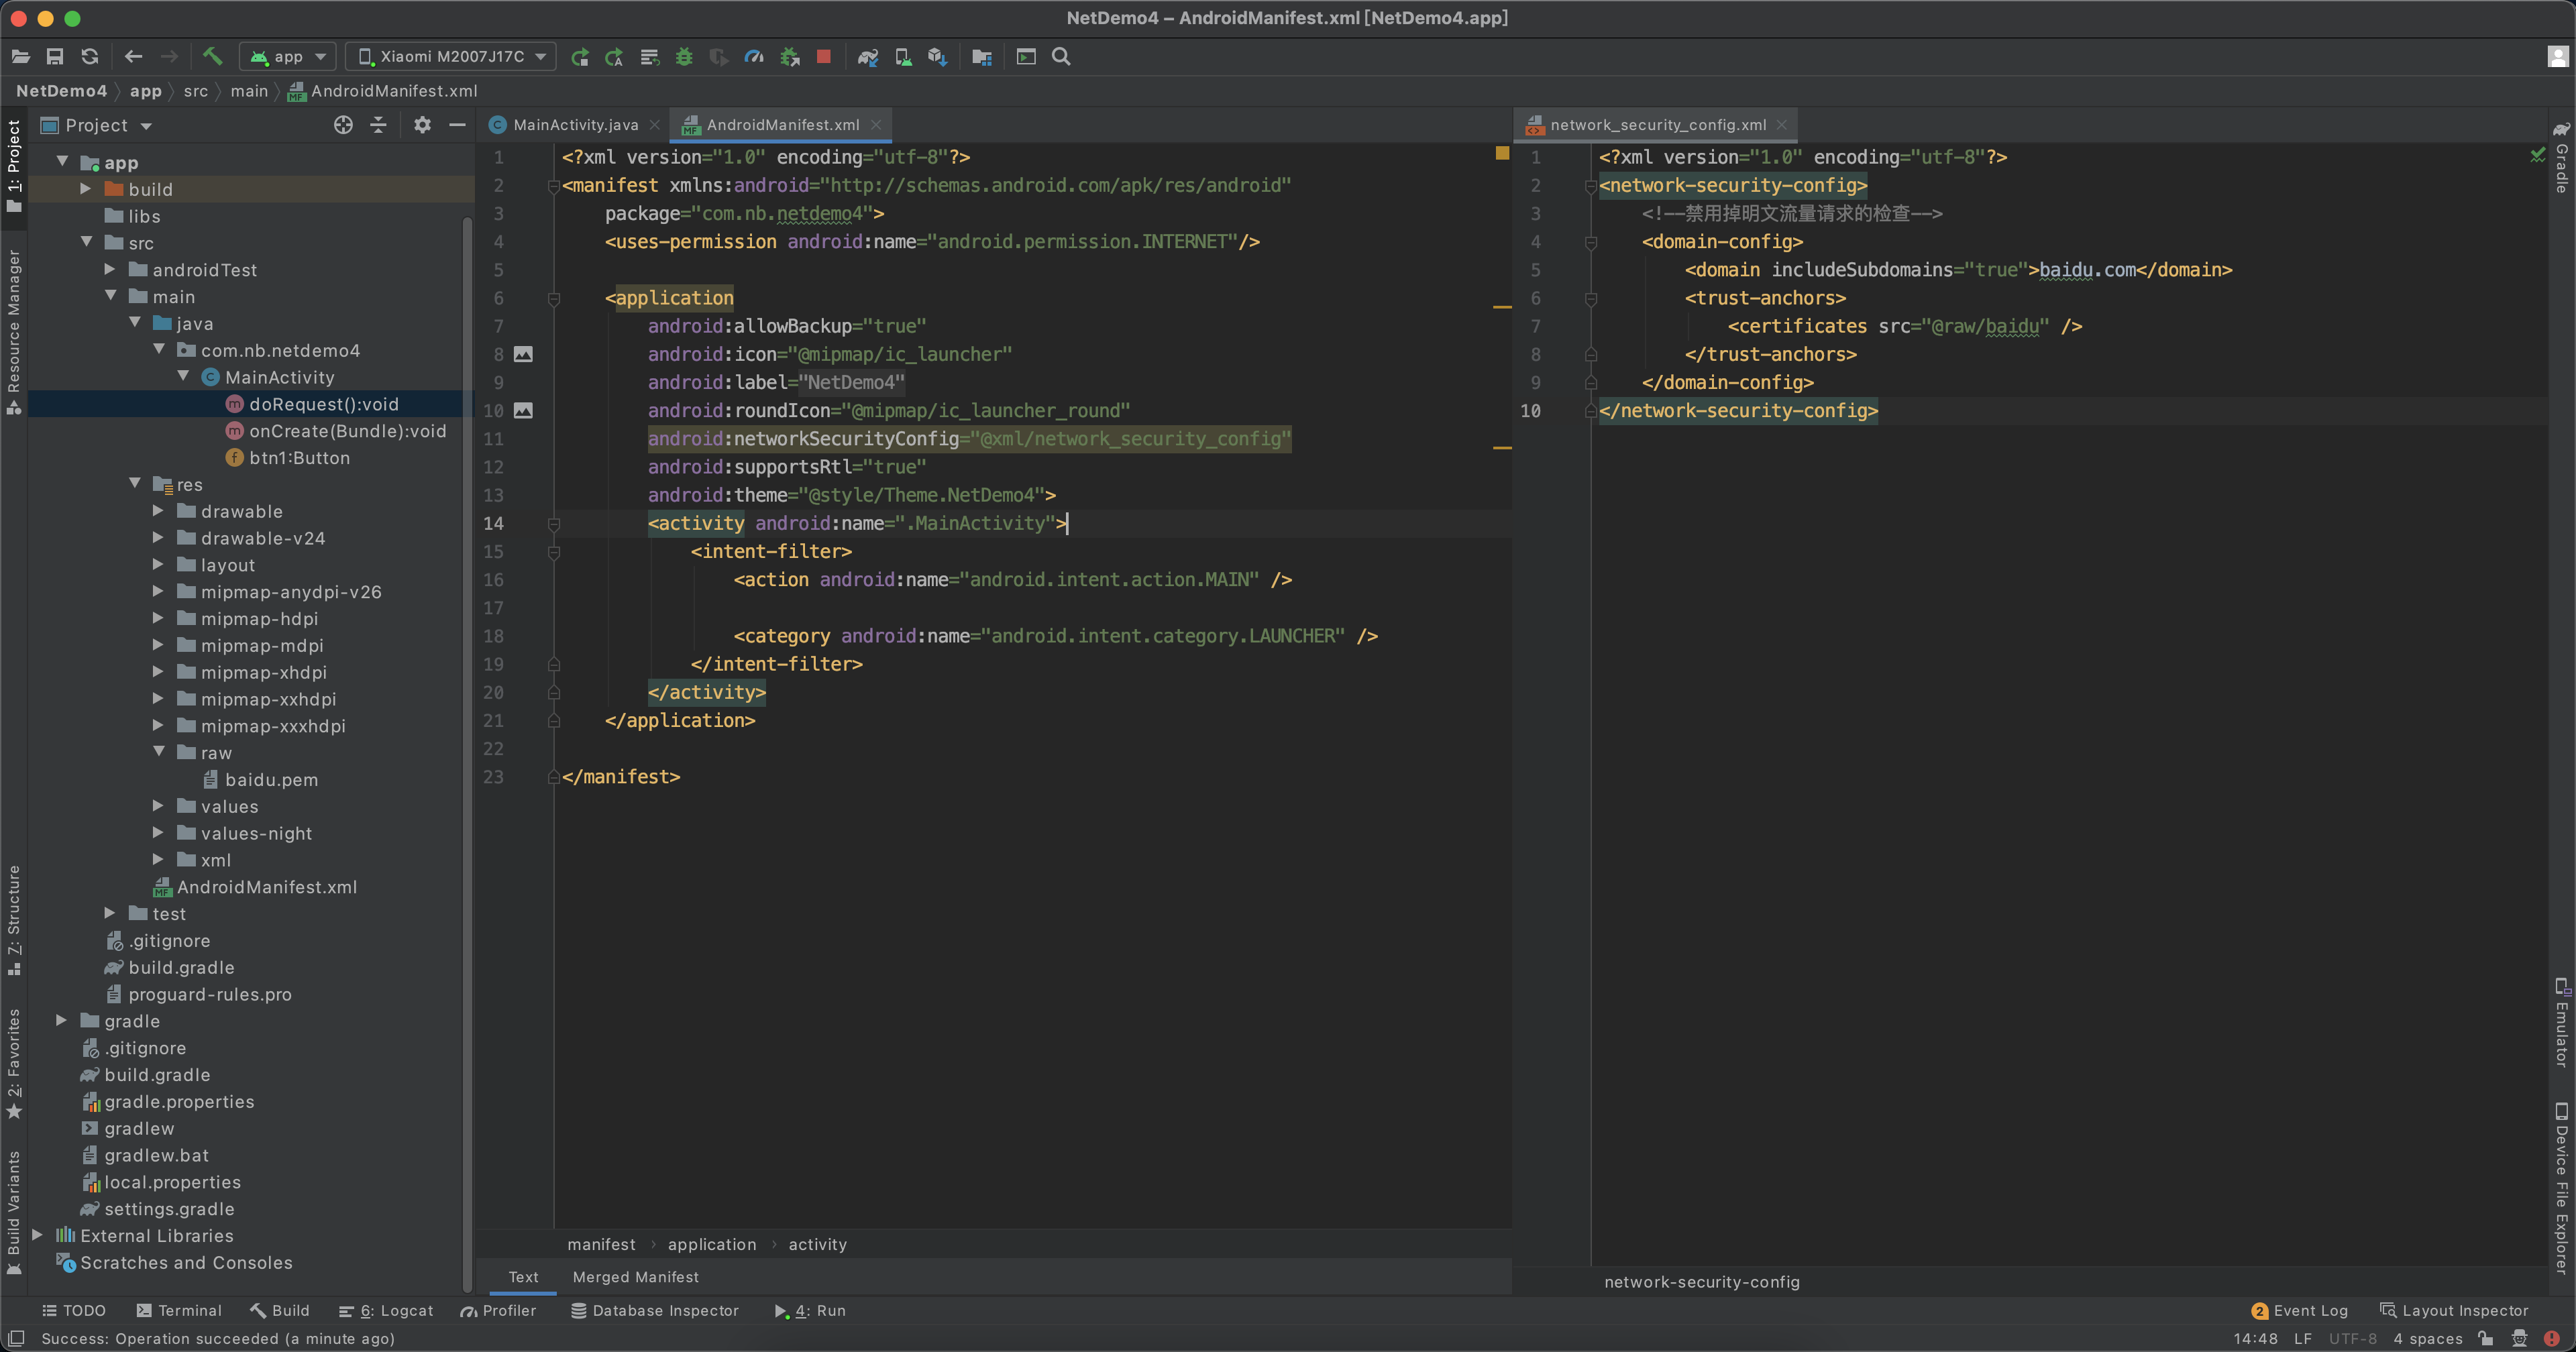 NetDemo4 – AndroidManifest.xml [NetDemo4.app]
app
Xiaomi M2007J17C
NetDemo4 app src main AndroidManifest.xml
Project
app
build
libs
src
androidTest
main
java
com.nb.netdemo4
MainActivity
doRequest():void
onCreate(Bundle):void
btn1:Button
res
drawable
drawable-v24
layout
mipmap-anydpi-v26
mipmap-hdpi
mipmap-mdpi
mipmap-xhdpi
mipmap-xxhdpi
mipmap-xxxhdpi
raw
baidu.pem
values
values-night
xml
AndroidManifest.xml
test
.gitignore
build.gradle
proguard-rules.pro
gradle
.gitignore
build.gradle
gradle.properties
gradlew
gradlew.bat
local.properties
settings.gradle
External Libraries
Scratches and Consoles
1: Project
Resource Manager
Z: Structure
2: Favorites
Build Variants
MainActivity.java
AndroidManifest.xml
1 <?xml version="1.0" encoding="utf-8"?>
2 <manifest xmlns:android="http://schemas.android.com/apk/res/android"
3 package="com.nb.netdemo4">
4 <uses-permission android:name="android.permission.INTERNET"/>
5
6 <application
7 android:allowBackup="true"
8 android:icon="@mipmap/ic_launcher"
9 android:label="NetDemo4"
10 android:roundIcon="@mipmap/ic_launcher_round"
11 android:networkSecurityConfig="@xml/network_security_config"
12 android:supportsRtl="true"
13 android:theme="@style/Theme.NetDemo4">
14 <activity android:name=".MainActivity">
15 <intent-filter>
16 <action android:name="android.intent.action.MAIN" />
17
18 <category android:name="android.intent.category.LAUNCHER" />
19 </intent-filter>
20 </activity>
21 </application>
22
23 </manifest>
manifest › application › activity
Text
Merged Manifest
network_security_config.xml
1 <?xml version="1.0" encoding="utf-8"?>
2 <network-security-config>
3 <!--禁用掉明文流量请求的检查-->
4 <domain-config>
5 <domain includeSubdomains="true">baidu.com</domain>
6 <trust-anchors>
7 <certificates src="@raw/baidu" />
8 </trust-anchors>
9 </domain-config>
10 </network-security-config>
network-security-config
Gradle
Emulator
Device File Explorer
TODO
Terminal
Build
6: Logcat
Profiler
Database Inspector
4: Run
2 Event Log
Layout Inspector
Success: Operation succeeded (a minute ago)
14:48 LF UTF-8 4 spaces